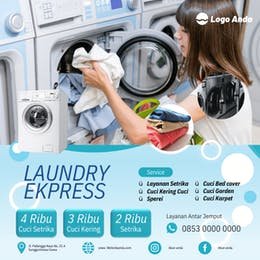 Logo Anda
LAUNDRY
EKPRESS
Service
Layanan Setrika
Cuci Kering Cuci
Sperei
Cuci Bed cover
Cuci Gorden
Cuci Karpet
4 Ribu
Cuci Setrika
3 Ribu
Cuci Kering
2 Ribu
Setrika
Layanan Antar Jemput
0853 0000 0000